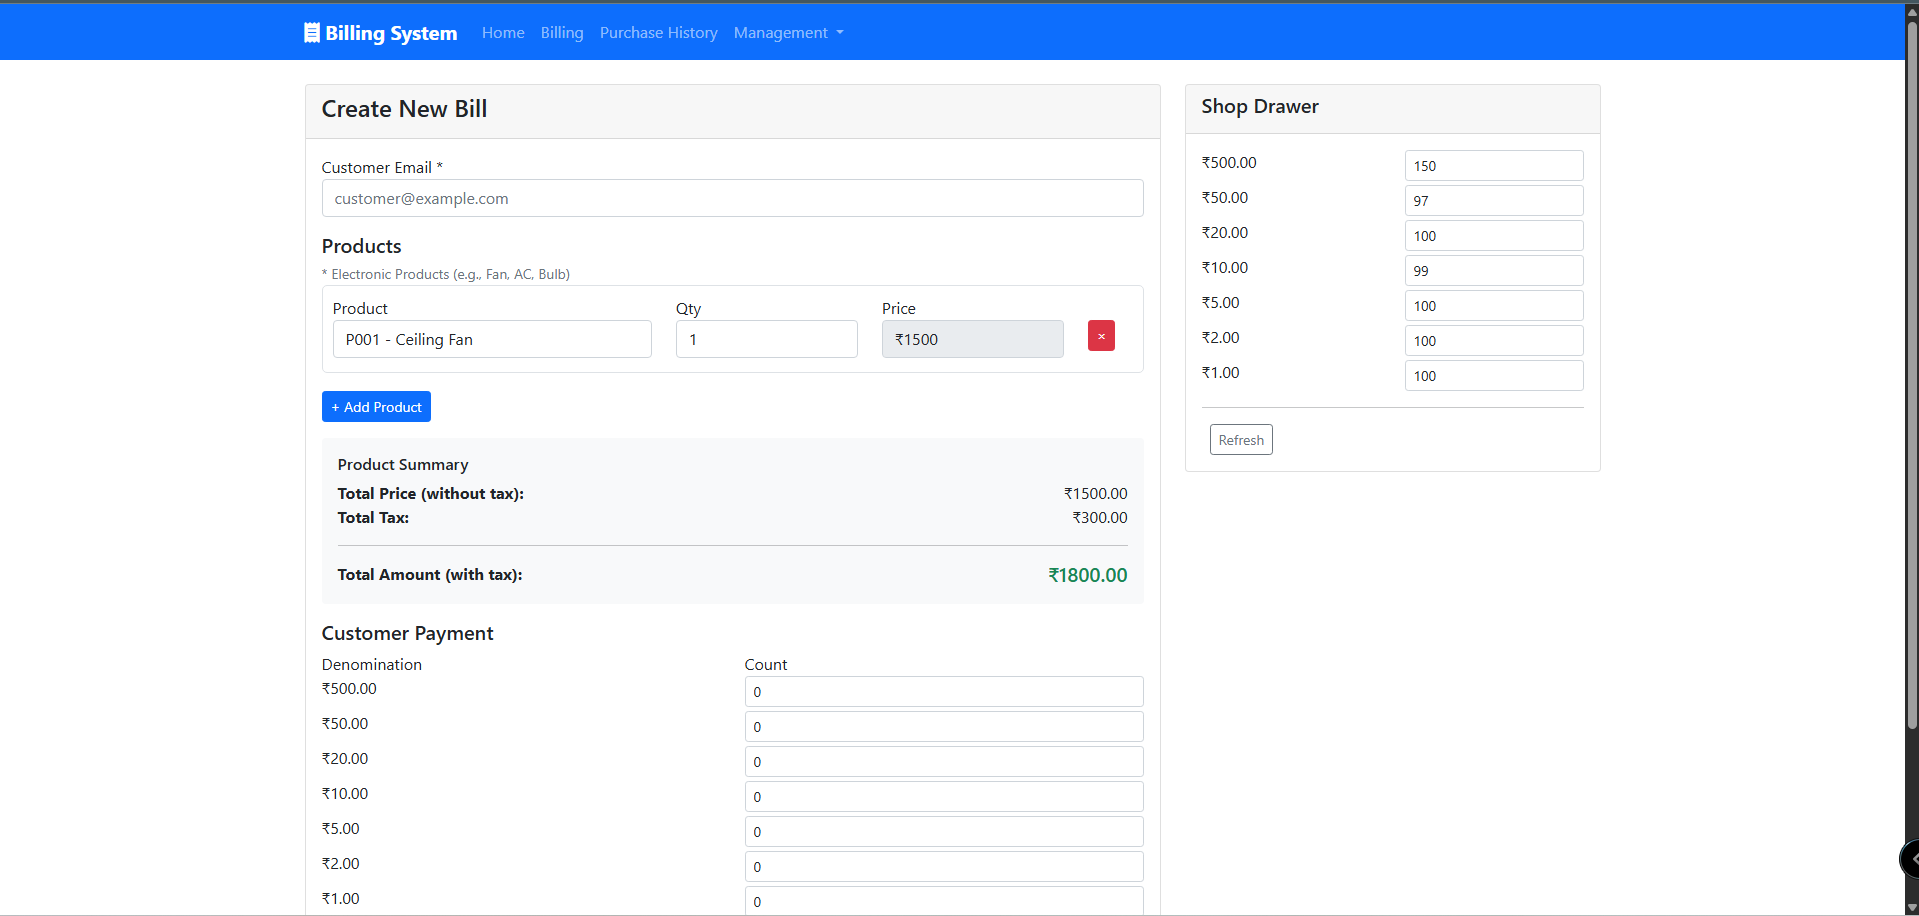 Billing System Home Billing Purchase History Management
Create New Bill
Customer Email *
customer@example.com
Products
* Electronic Products (e.g., Fan, AC, Bulb)
Product Qty Price
P001 - Ceiling Fan 1 ₹1500 ×
+ Add Product
Product Summary
Total Price (without tax): ₹1500.00
Total Tax: ₹300.00
Total Amount (with tax): ₹1800.00
Customer Payment
Denomination Count
₹500.00 0
₹50.00 0
₹20.00 0
₹10.00 0
₹5.00 0
₹2.00 0
₹1.00 0
Shop Drawer
₹500.00 150
₹50.00 97
₹20.00 100
₹10.00 99
₹5.00 100
₹2.00 100
₹1.00 100
Refresh